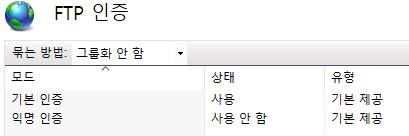 FTP 인증
묶는 방법: 그룹화 안 함
모드 상태 유형
기본 인증 사용 기본 제공
익명 인증 사용 안 함 기본 제공